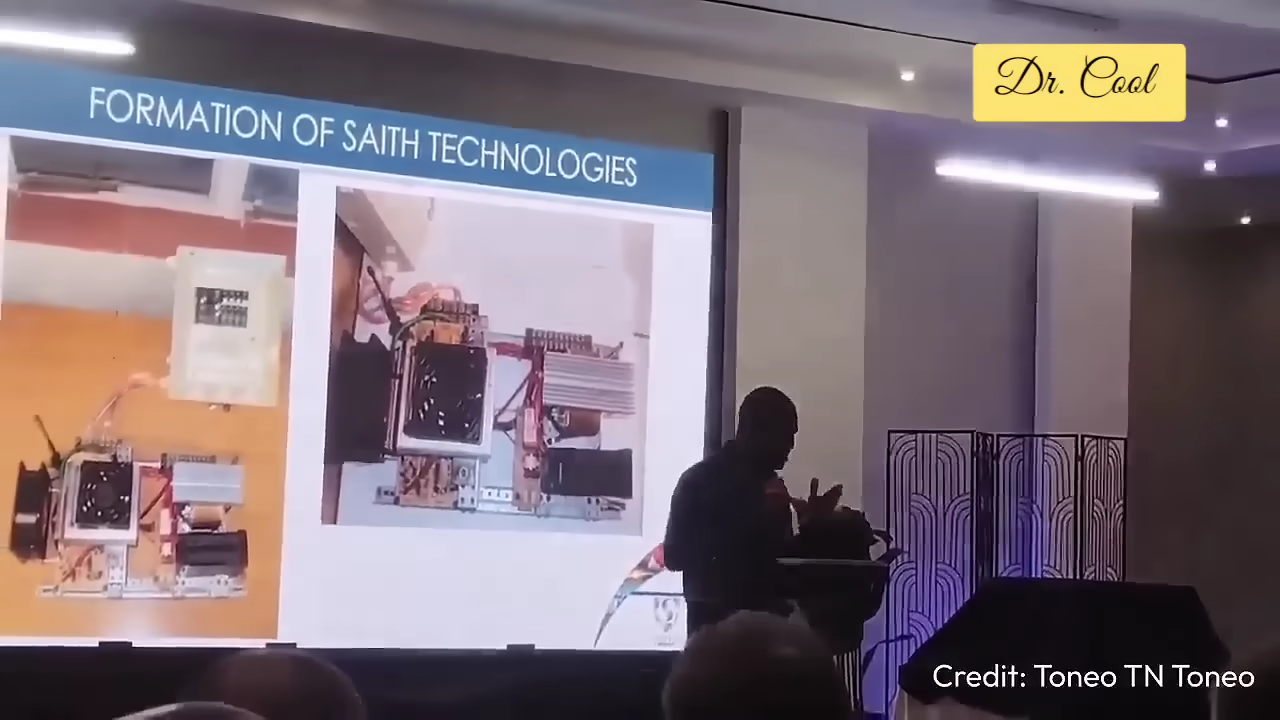 Dr. Cool
FORMATION OF SAITH TECHNOLOGIES
Credit: Toneo TN Toneo